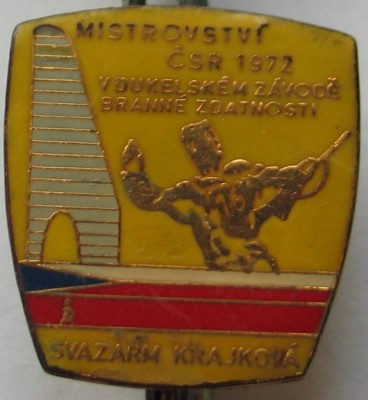 MISTROVSTVÍ
ČSR 1972
V DUKELSKÉM ZÁVODĚ
BRANNÉ ZDATNOSTI
SVAZARM KRAJKOVÁ